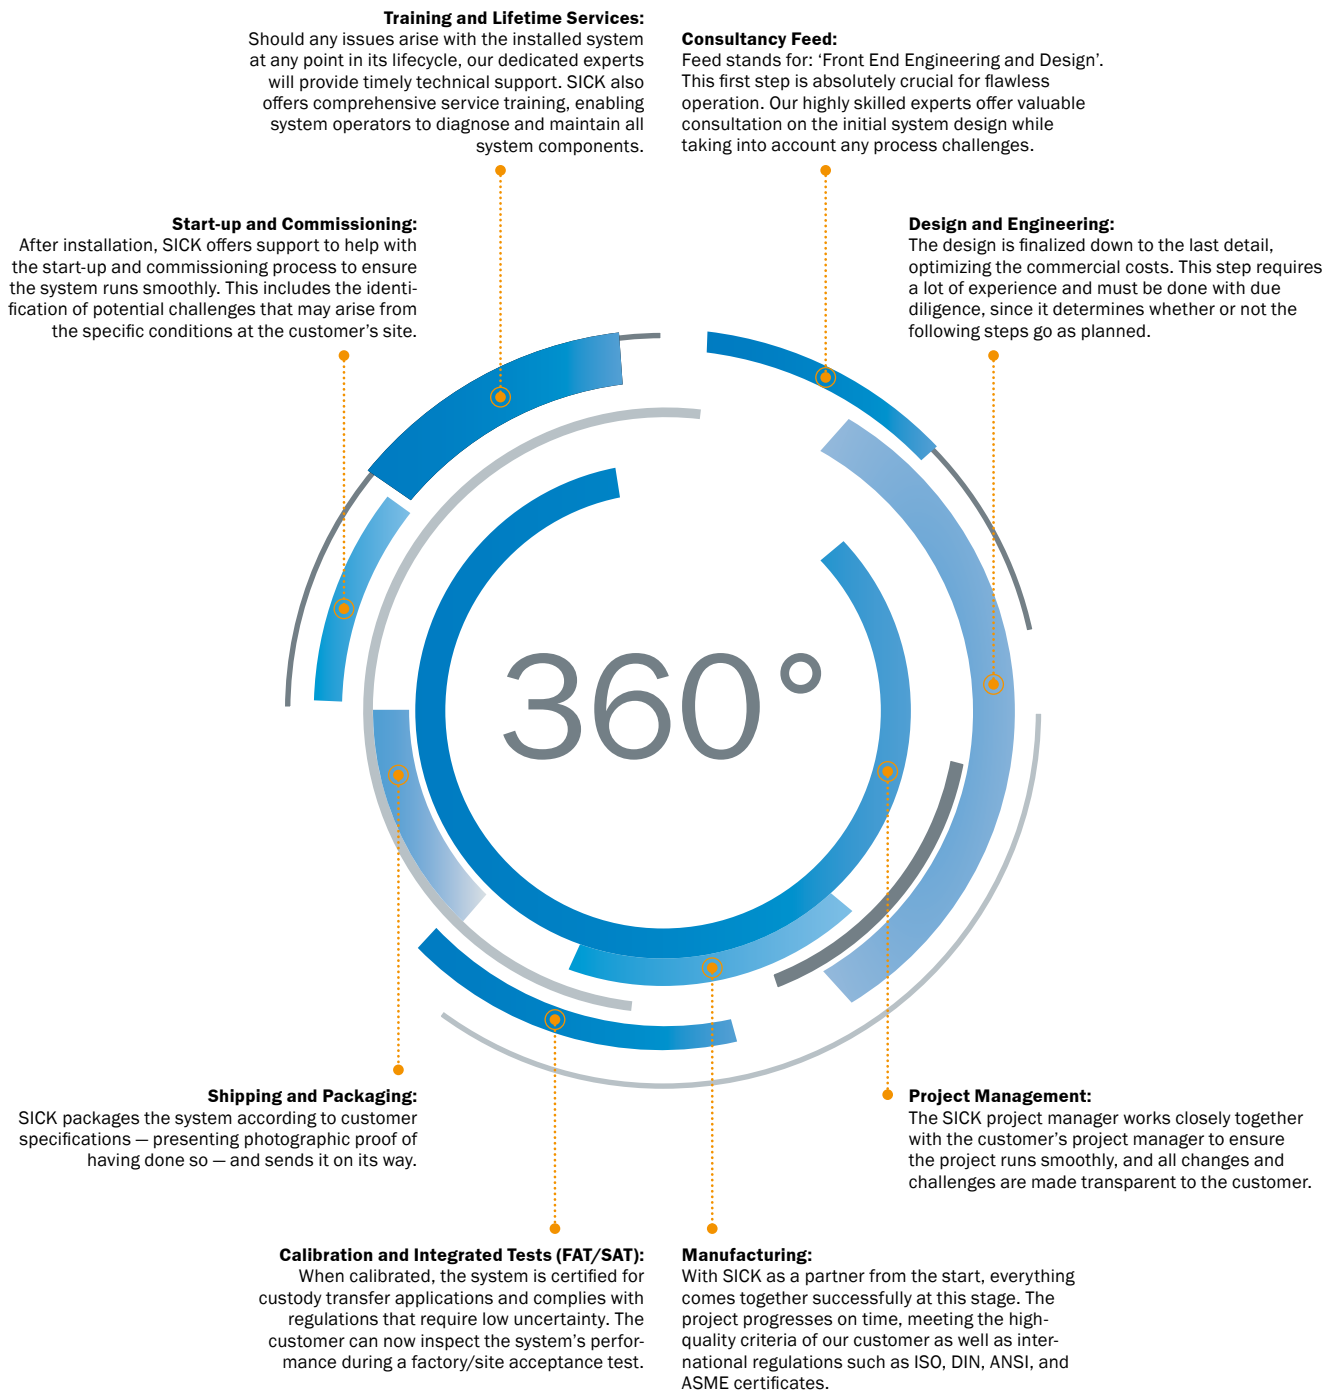 Training and Lifetime Services:
Should any issues arise with the installed system
at any point in its lifecycle, our dedicated experts
will provide timely technical support. SICK also
offers comprehensive service training, enabling
system operators to diagnose and maintain all
system components.
Consultancy Feed:
Feed stands for: ‘Front End Engineering and Design’.
This first step is absolutely crucial for flawless
operation. Our highly skilled experts offer valuable
consultation on the initial system design while
taking into account any process challenges.
Start-up and Commissioning:
After installation, SICK offers support to help with
the start-up and commissioning process to ensure
the system runs smoothly. This includes the identi-
fication of potential challenges that may arise from
the specific conditions at the customer’s site.
Design and Engineering:
The design is finalized down to the last detail,
optimizing the commercial costs. This step requires
a lot of experience and must be done with due
diligence, since it determines whether or not the
following steps go as planned.
360°
Shipping and Packaging:
SICK packages the system according to customer
specifications — presenting photographic proof of
having done so — and sends it on its way.
Project Management:
The SICK project manager works closely together
with the customer’s project manager to ensure
the project runs smoothly, and all changes and
challenges are made transparent to the customer.
Calibration and Integrated Tests (FAT/SAT):
When calibrated, the system is certified for
custody transfer applications and complies with
regulations that require low uncertainty. The
customer can now inspect the system’s perfor-
mance during a factory/site acceptance test.
Manufacturing:
With SICK as a partner from the start, everything
comes together successfully at this stage. The
project progresses on time, meeting the high-
quality criteria of our customer as well as inter-
national regulations such as ISO, DIN, ANSI, and
ASME certificates.